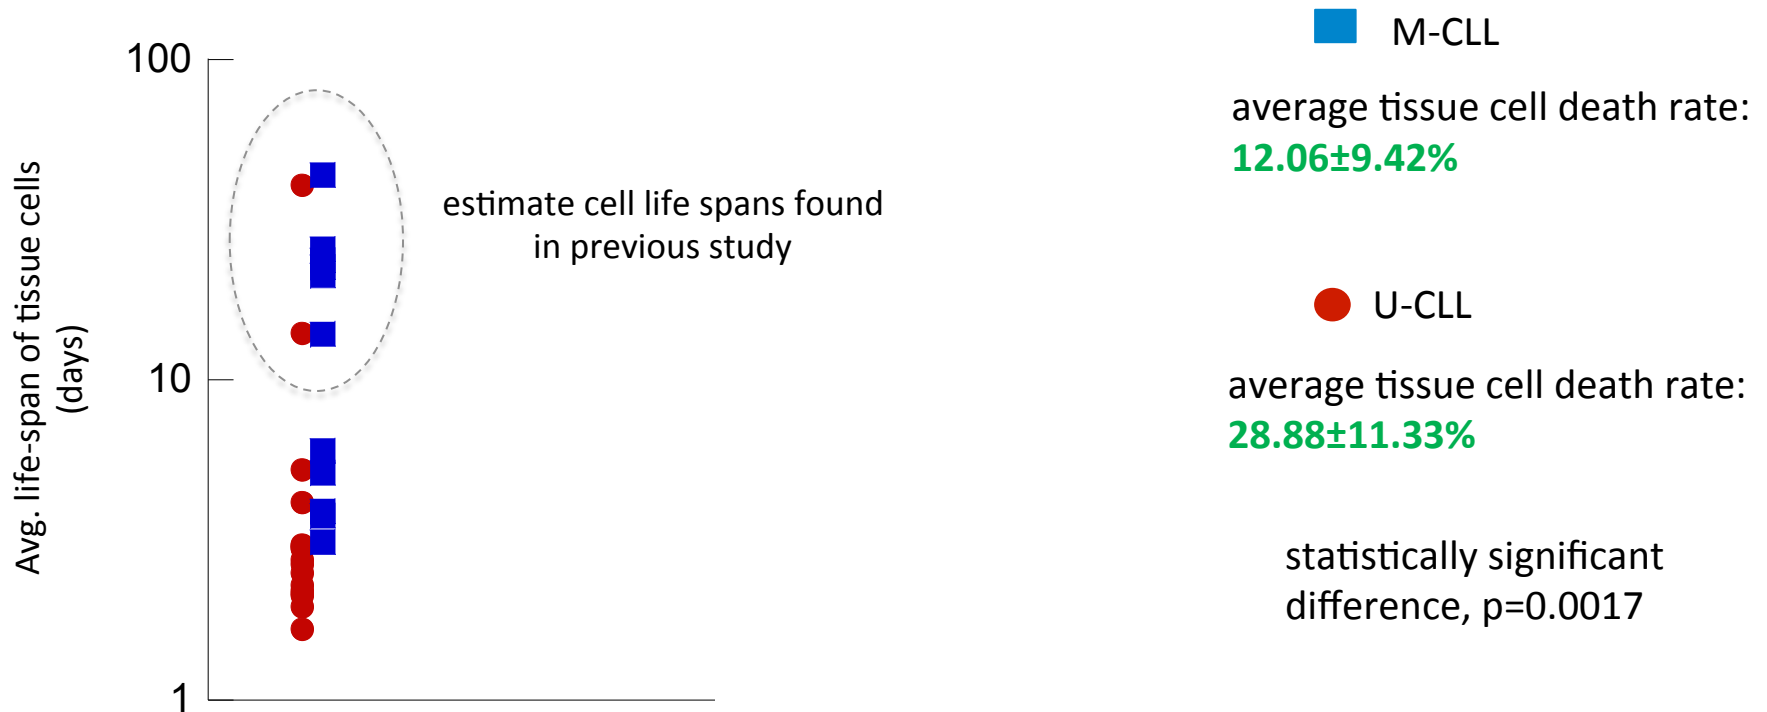 Avg. life-span of tissue cells
(days)
100
10
1
estimate cell life spans found
in previous study
M-CLL
average tissue cell death rate:
12.06±9.42%
U-CLL
average tissue cell death rate:
28.88±11.33%
statistically significant
difference, p=0.0017